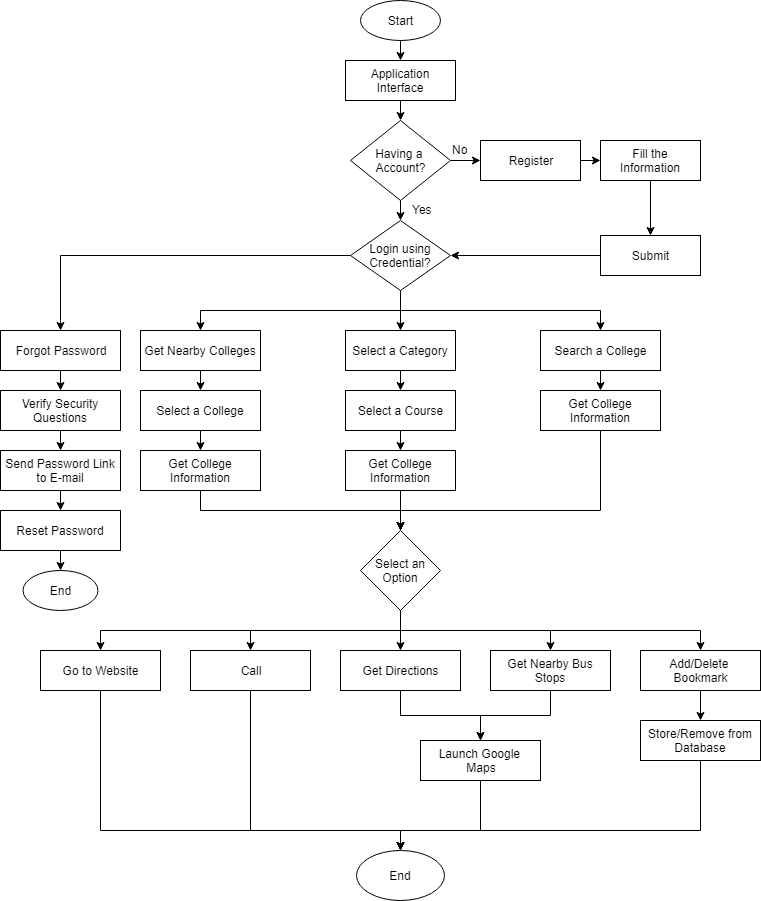 Start
Application
Interface
Having a
Account?
No
Register
Fill the
Information
Yes
Login using
Credential?
Submit
Forgot Password
Get Nearby Colleges
Select a Category
Search a College
Verify Security
Questions
Select a College
Select a Course
Get College
Information
Send Password Link
to E-mail
Get College
Information
Get College
Information
Reset Password
End
Select an
Option
Go to Website
Call
Get Directions
Get Nearby Bus
Stops
Add/Delete
Bookmark
Launch Google
Maps
Store/Remove from
Database
End